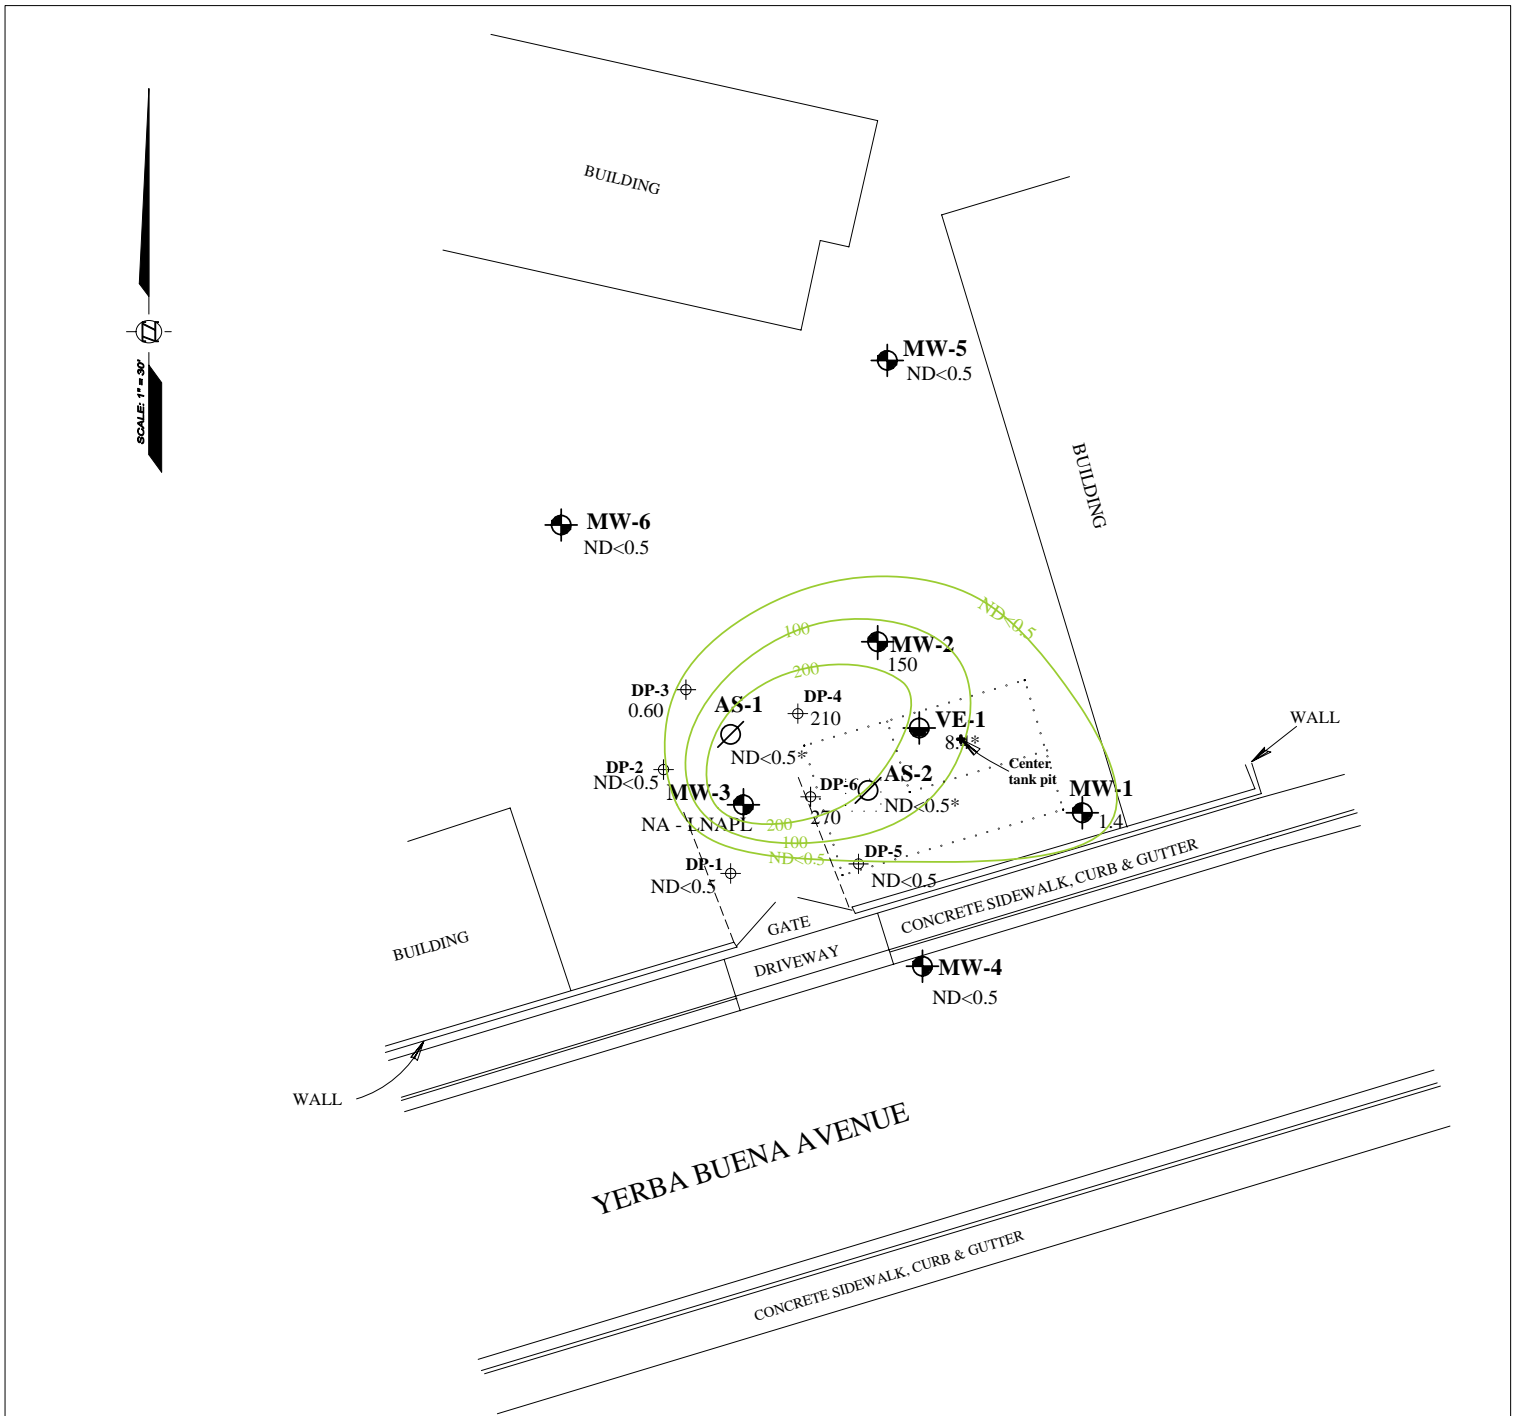 BUILDING
SCALE: 1" = 30'
MW-5
ND<0.5
BUILDING
MW-6
ND<0.5
ND<0.5
100
MW-2
150
200
DP-3
0.60
AS-1
DP-4
210
ND<0.5*
VE-1
WALL
DP-2
ND<0.5
AS-2
ND<0.5*
Center
tank pit
MW-3
NA - LNAPL
DP-6
270
MW-1
1.4
200
100
ND<0.5
DP-1
ND<0.5
DP-5
ND<0.5
GATE
CONCRETE SIDEWALK, CURB & GUTTER
BUILDING
DRIVEWAY
MW-4
ND<0.5
WALL
YERBA BUENA AVENUE
CONCRETE SIDEWALK, CURB & GUTTER